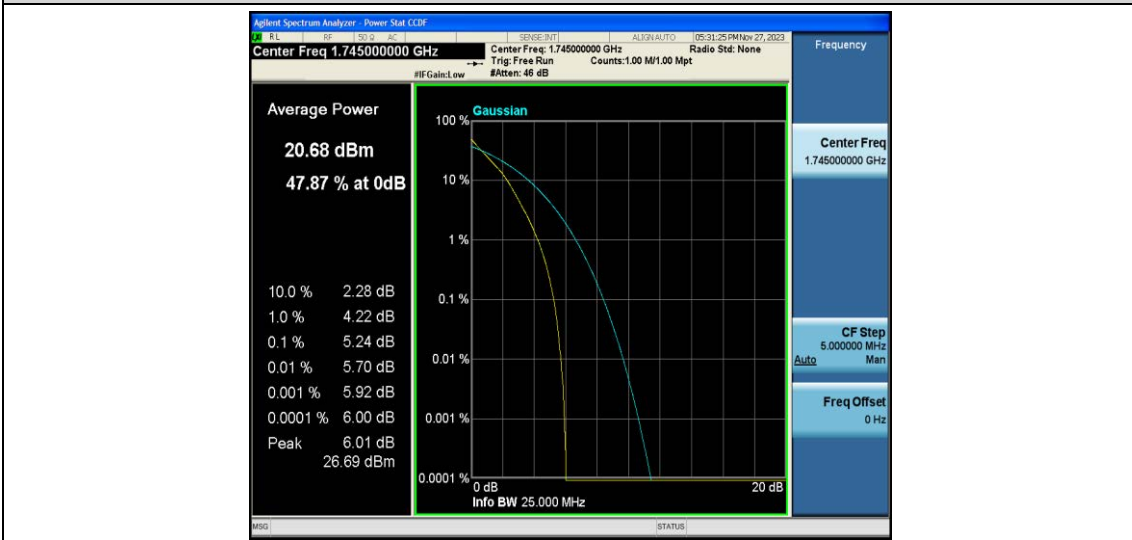 Agilent Spectrum Analyzer - Power Stat CCDF
LXI RL RF 50 Ω AC SENSE:INT ALIGN AUTO 05:31:25 PM Nov 27, 2023
Center Freq 1.745000000 GHz
Center Freq: 1.745000000 GHz Radio Std: None
Trig: Free Run Counts:1.00 M/1.00 Mpt
#IFGain:Low #Atten: 46 dB
Frequency
Average Power
20.68 dBm
47.87 % at 0dB
10.0 % 2.28 dB
1.0 % 4.22 dB
0.1 % 5.24 dB
0.01 % 5.70 dB
0.001 % 5.92 dB
0.0001 % 6.00 dB
Peak 6.01 dB
26.69 dBm
Gaussian
100 %
10 %
1 %
0.1 %
0.01 %
0.001 %
0.0001 %
0 dB 20 dB
Info BW 25.000 MHz
Center Freq
1.745000000 GHz
CF Step
5.000000 MHz
Auto Man
Freq Offset
0 Hz
MSG STATUS